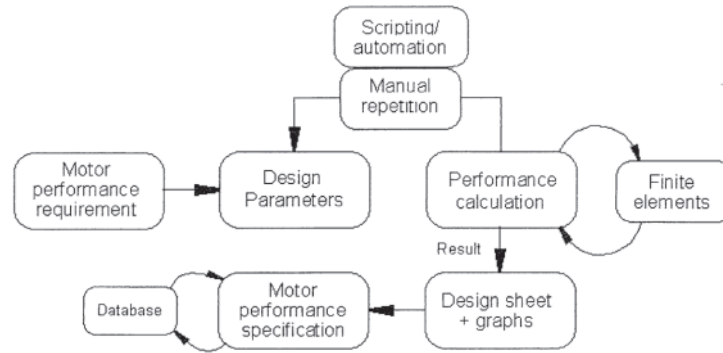 Scripting/
automation
Manual
repetition
Motor
performance
requirement
Design
Parameters
Performance
calculation
Finite
elements
Result
Database
Motor
performance
specification
Design sheet
+ graphs